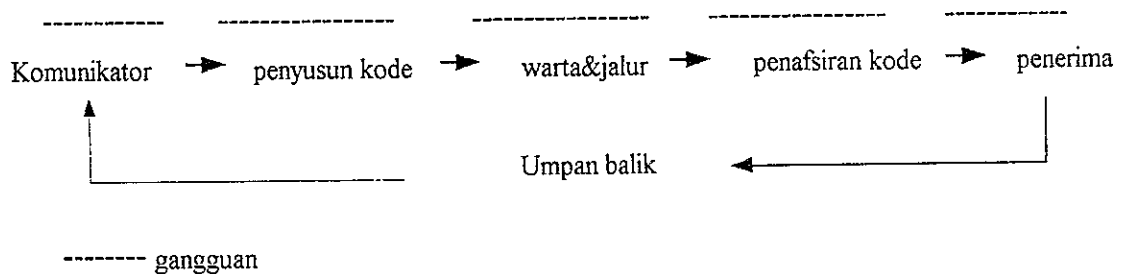 Komunikator penyusun kode warta&jalur penafsiran kode penerima
Umpan balik
gangguan